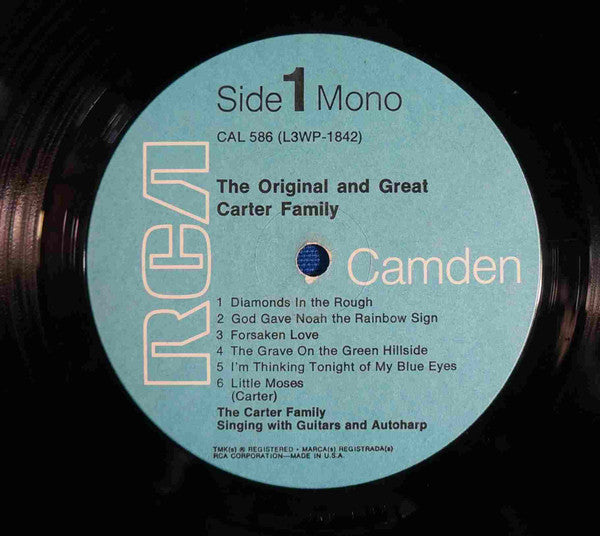 Side 1 Mono
CAL 586 (L3WP-1842)
The Original and Great
Carter Family
RCA
Camden
1 Diamonds In the Rough
2 God Gave Noah the Rainbow Sign
3 Forsaken Love
4 The Grave On the Green Hillside
5 I'm Thinking Tonight of My Blue Eyes
6 Little Moses
(Carter)
The Carter Family
Singing with Guitars and Autoharp
TMK(s) ® REGISTERED • MARCA(s) REGISTRADA(s)
RCA CORPORATION—MADE IN U.S.A.